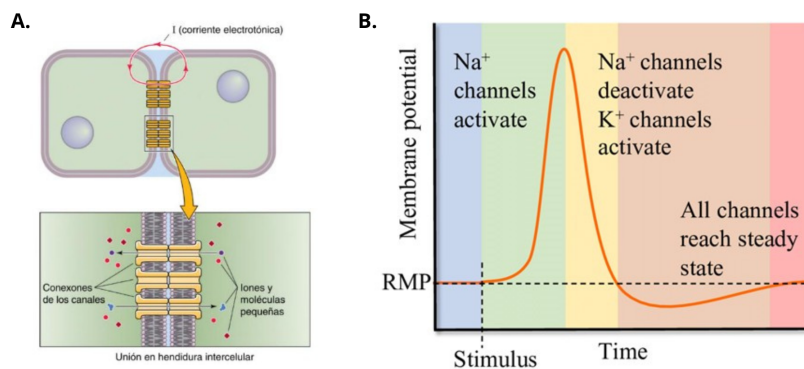 A.
I (corriente electrotónica)
Conexones
de los canales
Iones y
moléculas
pequeñas
Unión en hendidura intercelular
B.
Membrane potential
Na⁺
channels
activate
Na⁺ channels
deactivate
K⁺ channels
activate
All channels
reach steady
state
RMP
Stimulus
Time